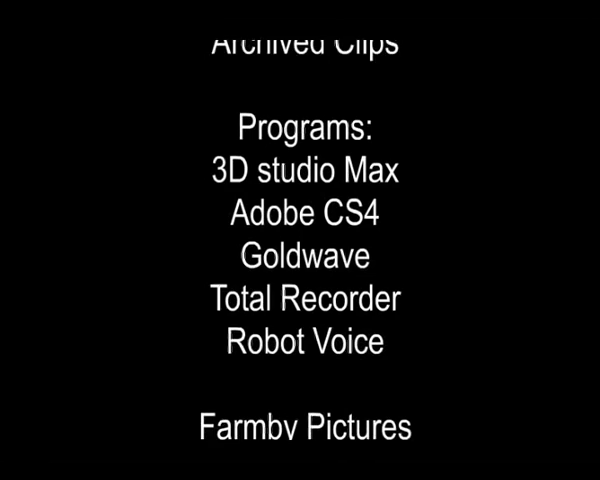 Archived Clips
Programs:
3D studio Max
Adobe CS4
Goldwave
Total Recorder
Robot Voice
Farmby Pictures